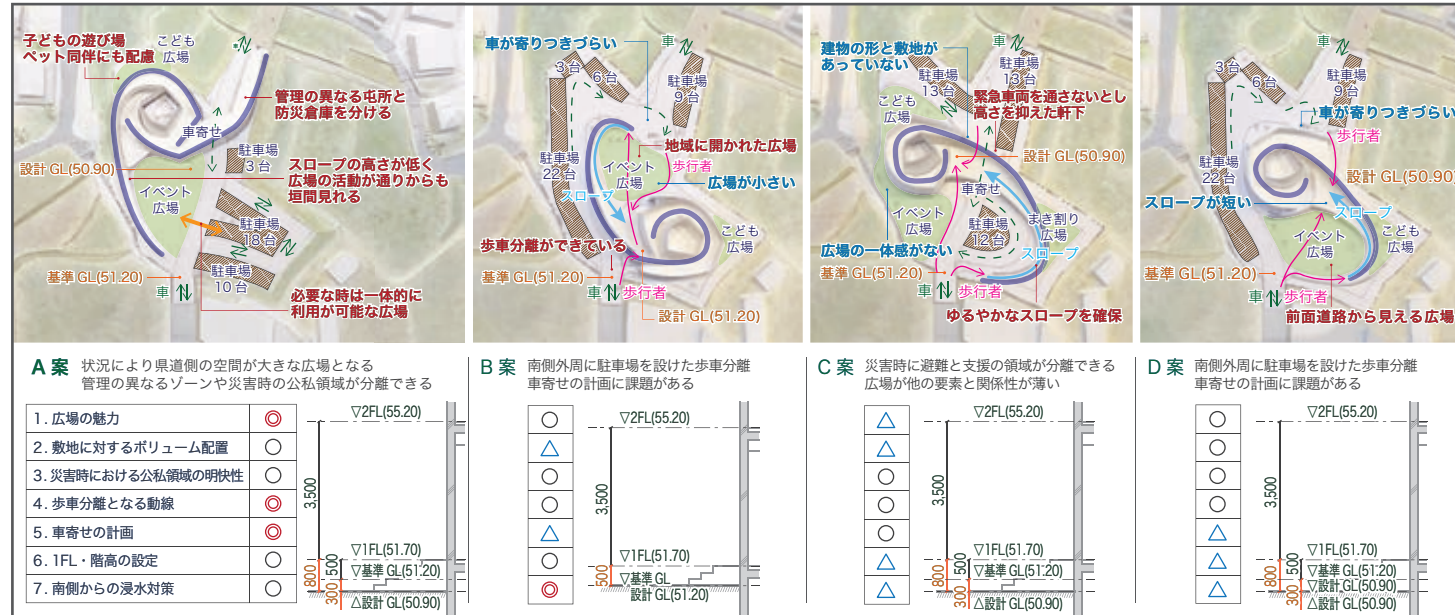 子どもの遊び場
ペット同伴にも配慮
こども
広場
管理の異なる屯所と
防災倉庫を分ける
車寄せ
駐車場
3 台
設計 GL(50.90)
スロープの高さが低く
広場の活動が通りからも
垣間見れる
イベント
広場
駐車場
18 台
駐車場
10 台
基準 GL(51.20)
車
必要な時は一体的に
利用が可能な広場
車が寄りつきづらい
車
3 台
6 台
駐車場
9 台
地域に開かれた広場
イベント
広場
歩行者
駐車場
22 台
広場が小さい
スロープ
こども
広場
歩車分離ができている
基準 GL(51.20)
車
歩行者
設計 GL(51.20)
建物の形と敷地が
あっていない
車
駐車場
13 台
駐車場
13 台
緊急車両を通さないとし
高さを抑えた軒下
こども
広場
設計 GL(50.90)
車寄せ
イベント
広場
まき割り
広場
駐車場
12 台
スロープ
広場の一体感がない
基準 GL(51.20)
車
歩行者
ゆるやかなスロープを確保
車
3 台
6 台
駐車場
9 台
車が寄りつきづらい
歩行者
駐車場
22 台
設計 GL(50.90)
スロープが短い
スロープ
イベント
広場
こども
広場
基準 GL(51.20)
歩行者
車
前面道路から見える広場
A 案 状況により県道側の空間が大きな広場となる
管理の異なるゾーンや災害時の公私領域が分離できる
1. 広場の魅力 ◎
2. 敷地に対するボリューム配置 ○
3. 災害時における公私領域の明快性 ○
4. 歩車分離となる動線 ◎
5. 車寄せの計画 ◎
6. 1FL・階高の設定 ○
7. 南側からの浸水対策 ○
▽2FL(55.20)
3,500
▽1FL(51.70)
800
500
▽基準 GL(51.20)
300
△設計 GL(50.90)
B 案 南側外周に駐車場を設けた歩車分離
車寄せの計画に課題がある
○
△
○
○
△
○
◎
▽2FL(55.20)
3,500
▽1FL(51.70)
500
▽基準 GL
設計 GL(51.20)
C 案 災害時に避難と支援の領域が分離できる
広場が他の要素と関係性が薄い
△
△
○
○
○
△
△
▽2FL(55.20)
3,500
▽1FL(51.70)
800
500
▽基準 GL(51.20)
300
△設計 GL(50.90)
D 案 南側外周に駐車場を設けた歩車分離
車寄せの計画に課題がある
○
○
○
○
△
△
△
▽2FL(55.20)
3,500
▽1FL(51.70)
800
500
▽基準 GL(51.20)
▽設計 GL(50.90)
300
△設計 GL(50.90)